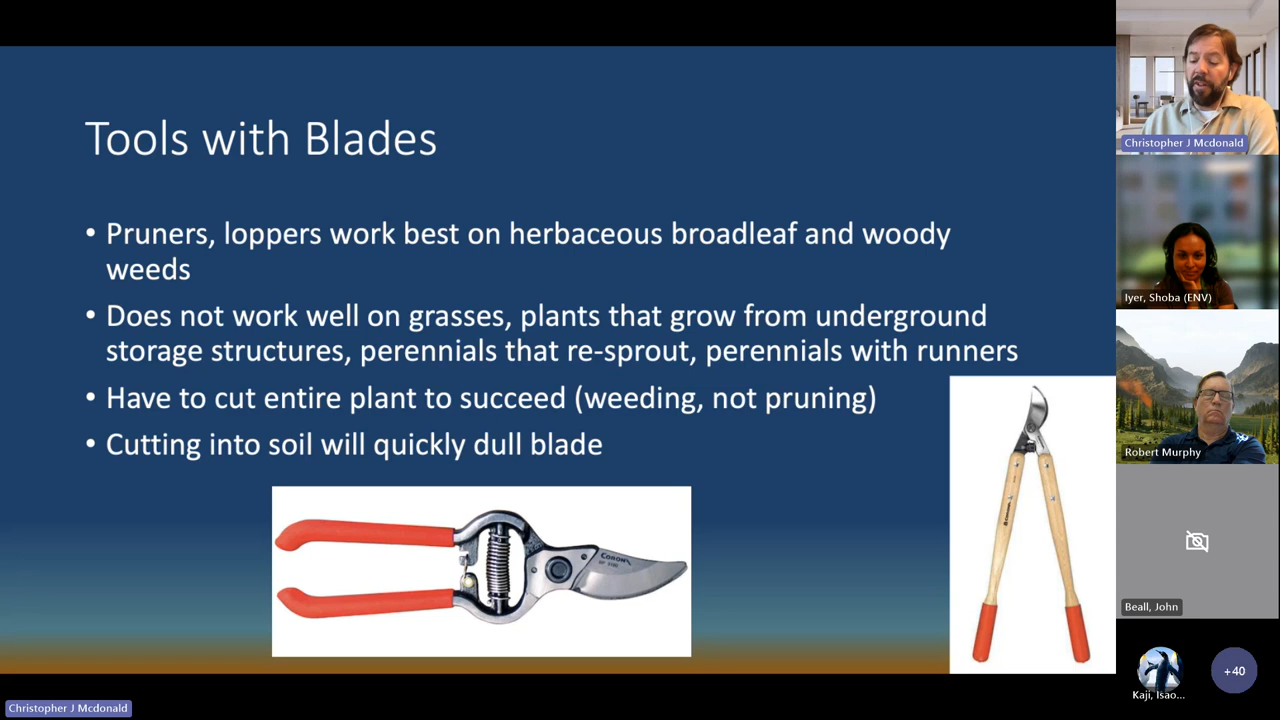 Tools with Blades
• Pruners, loppers work best on herbaceous broadleaf and woody
weeds
• Does not work well on grasses, plants that grow from underground
storage structures, perennials that re-sprout, perennials with runners
• Have to cut entire plant to succeed (weeding, not pruning)
• Cutting into soil will quickly dull blade
Christopher J Mcdonald
Iyer, Shoba (ENV)
Robert Murphy
Beall, John
Kaji, Isao...
+40
Christopher J Mcdonald